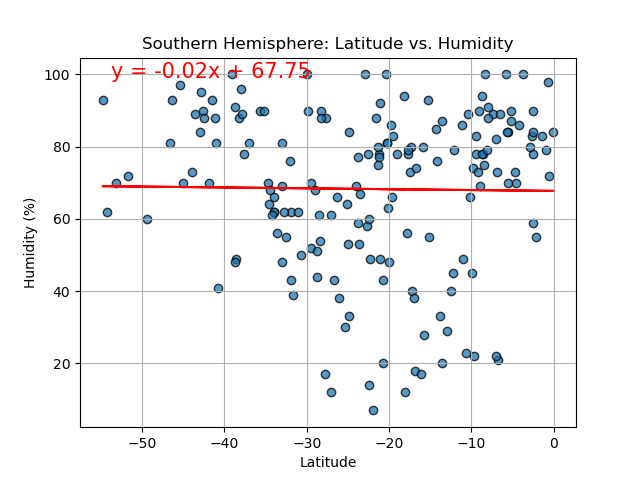 Southern Hemisphere: Latitude vs. Humidity
y = -0.02x + 67.75
100
80
60
40
20
Humidity (%)
−50 −40 −30 −20 −10 0
Latitude